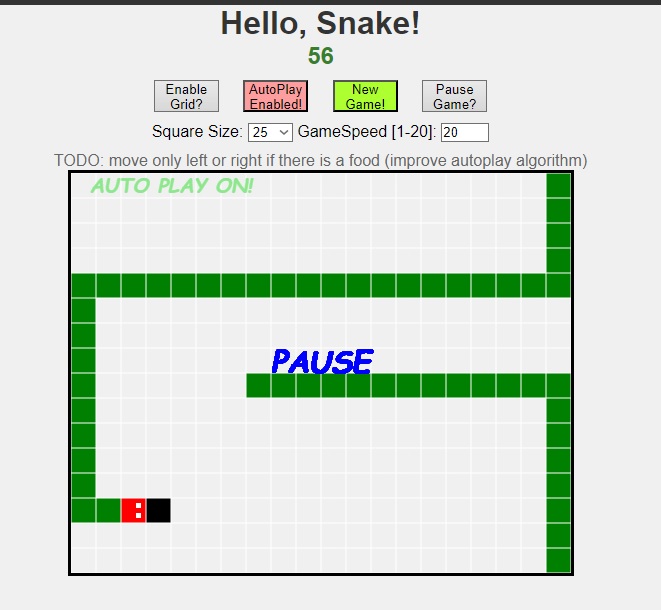 Hello, Snake!
56
Enable
Grid?
AutoPlay
Enabled!
New
Game!
Pause
Game?
Square Size: 25 GameSpeed [1-20]: 20
TODO: move only left or right if there is a food (improve autoplay algorithm)
AUTO PLAY ON!
PAUSE